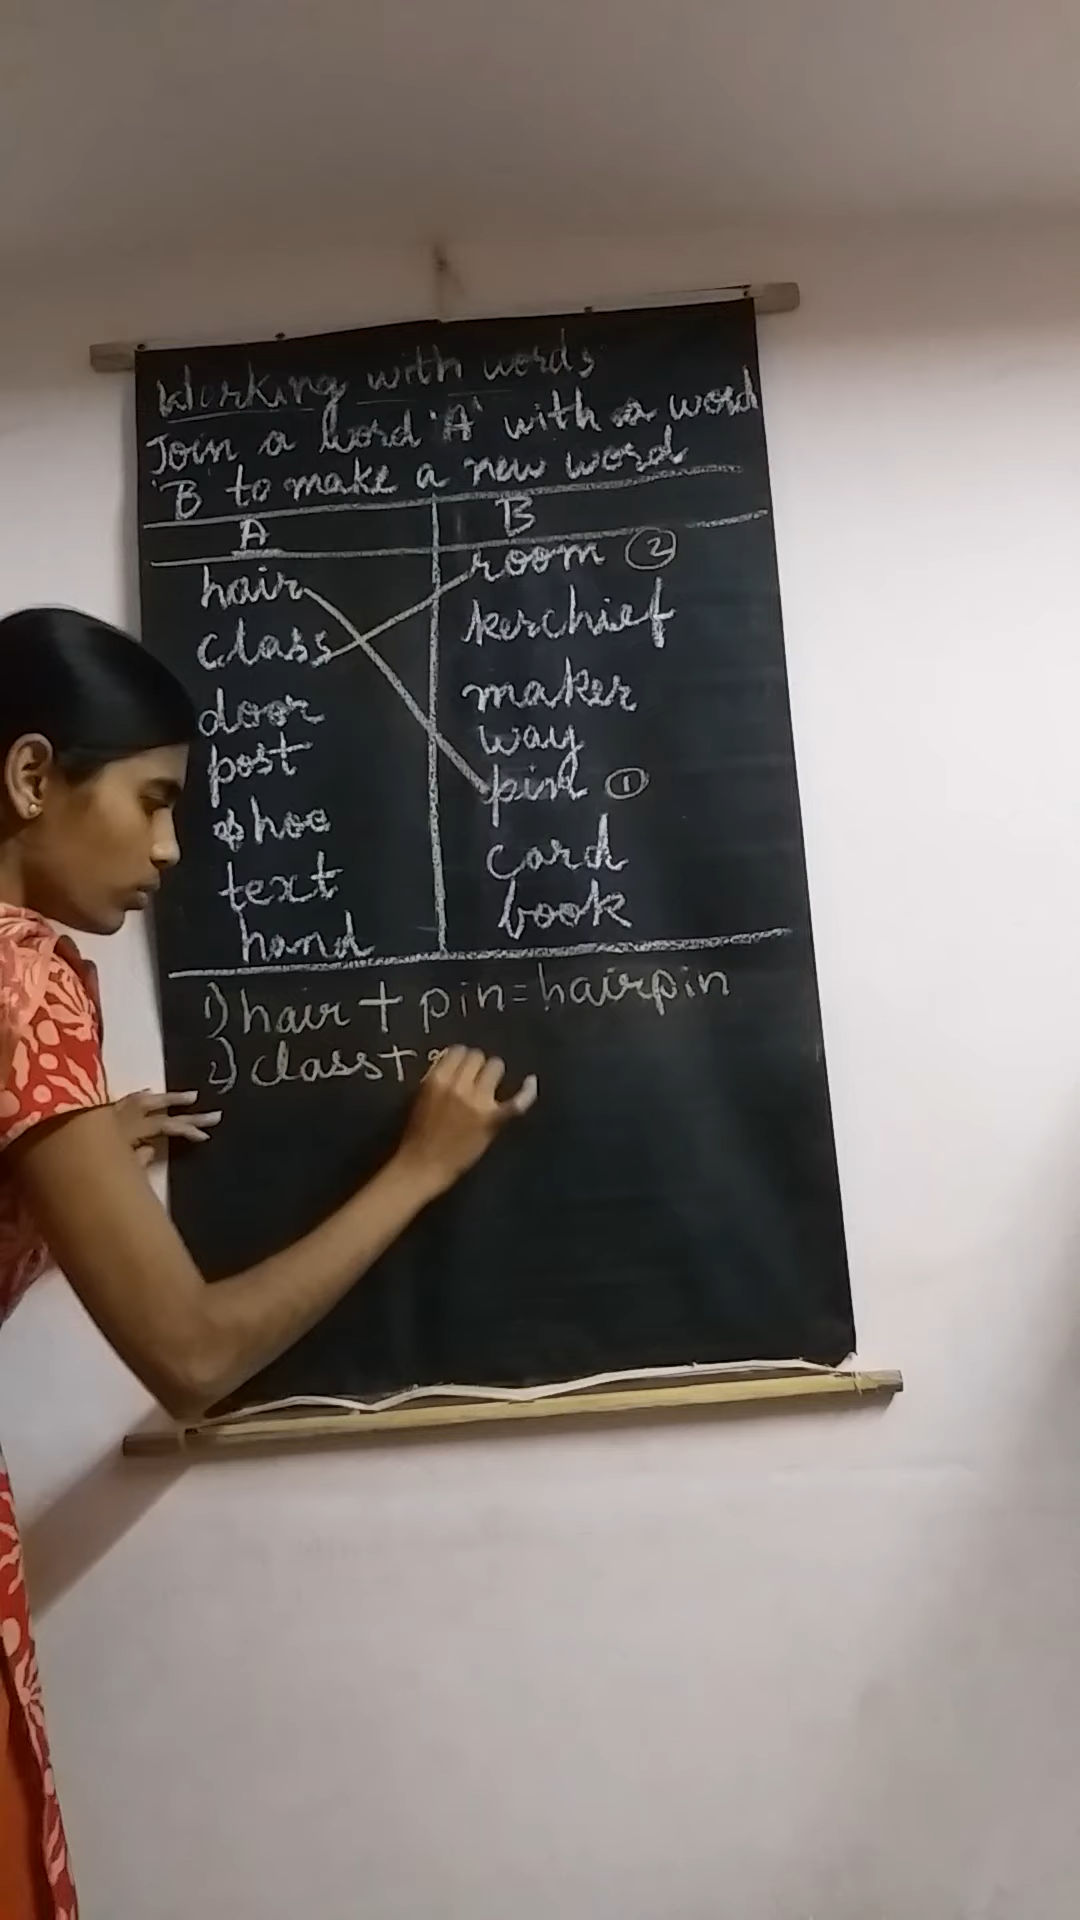 Working with words
Join a word 'A' with a word
'B' to make a new word
A B
hair room ②
class kerchief
door maker
post way
shoe pin ①
text card
hand book
1) hair + pin = hairpin
2) class +